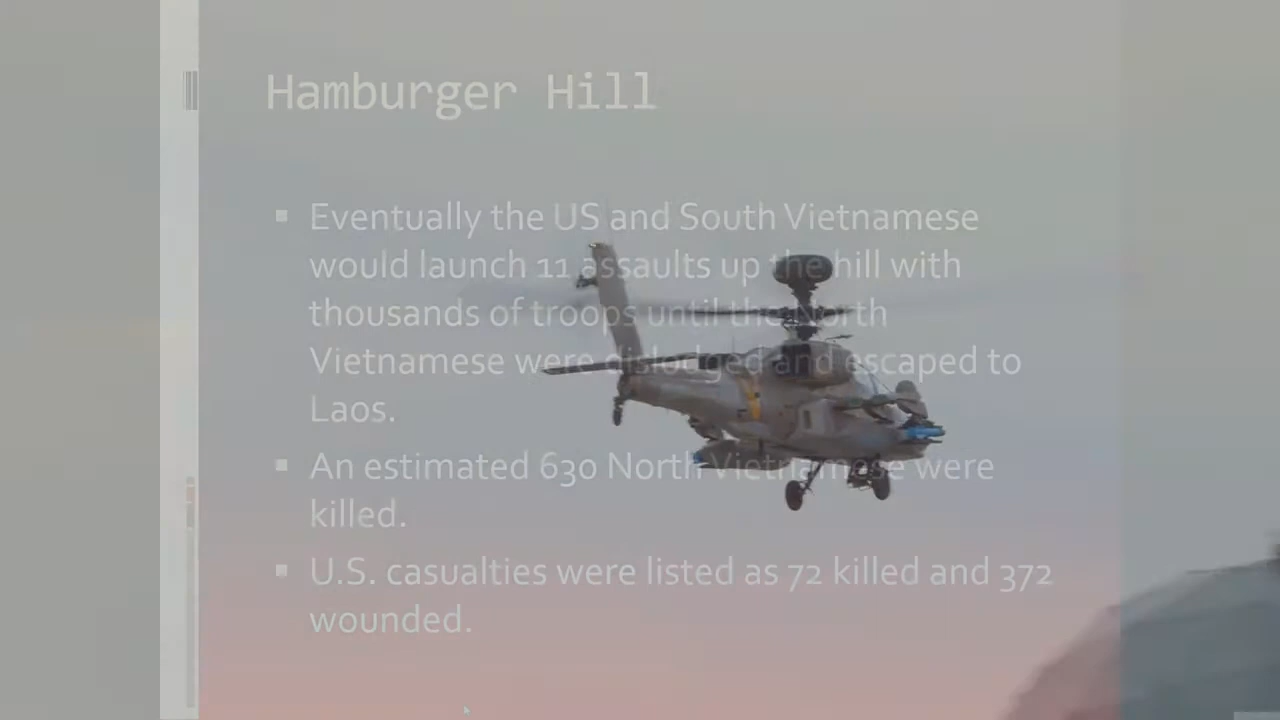 Hamburger Hill
Eventually the US and South Vietnamese
would launch 11 assaults up the hill with
thousands of troops until the North
Vietnamese were dislodged and escaped to
Laos.
An estimated 630 North Vietnamese were
killed.
U.S. casualties were listed as 72 killed and 372
wounded.